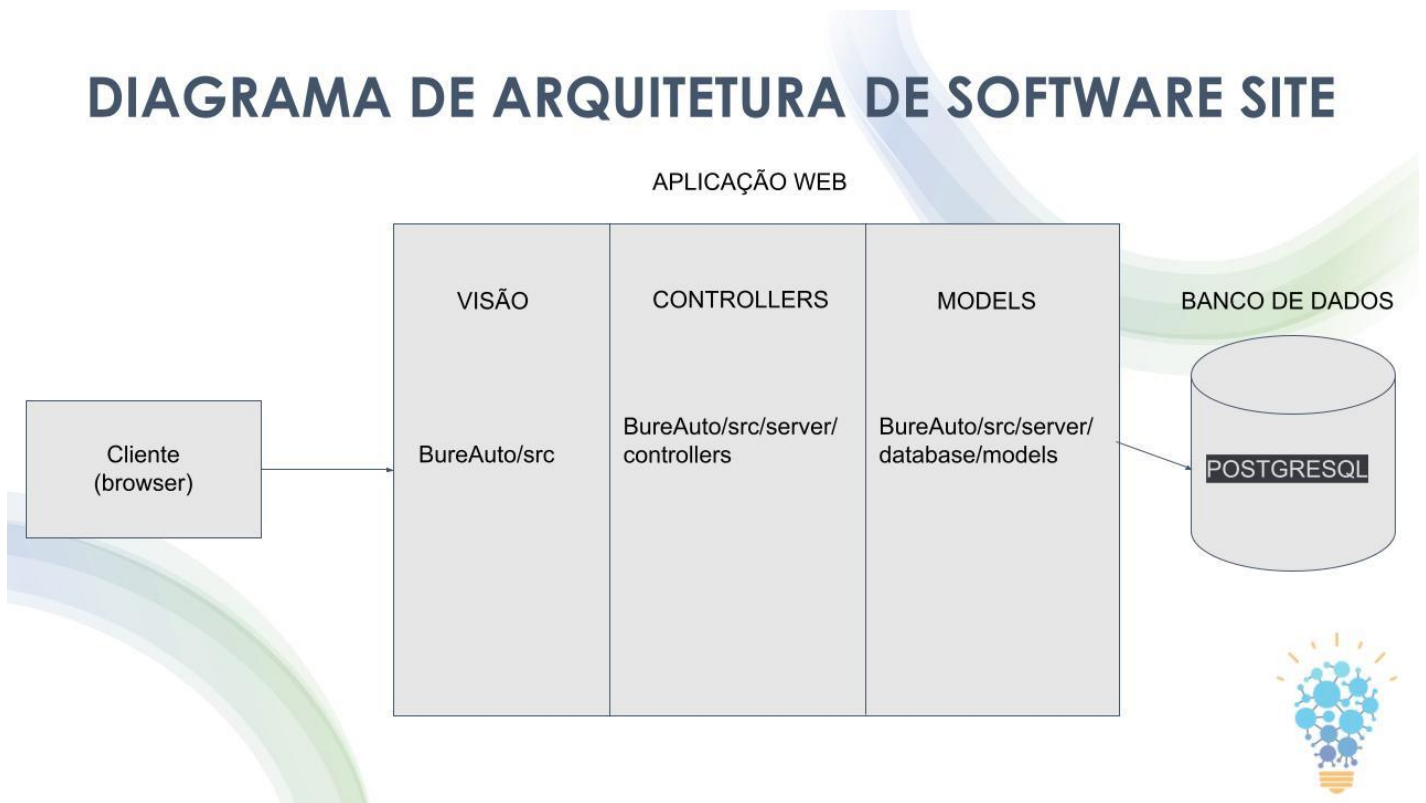 DIAGRAMA DE ARQUITETURA DE SOFTWARE SITE
APLICAÇÃO WEB
VISÃO
CONTROLLERS
MODELS
BANCO DE DADOS
Cliente
(browser)
BureAuto/src
BureAuto/src/server/
controllers
BureAuto/src/server/
database/models
POSTGRESQL